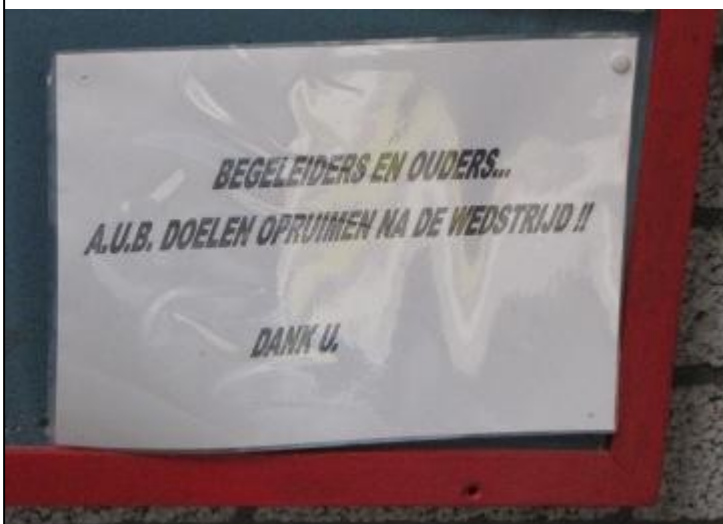 BEGELEIDERS EN OUDERS...
A.U.B. DOELEN OPRUIMEN NA DE WEDSTRIJD !!
DANK U.